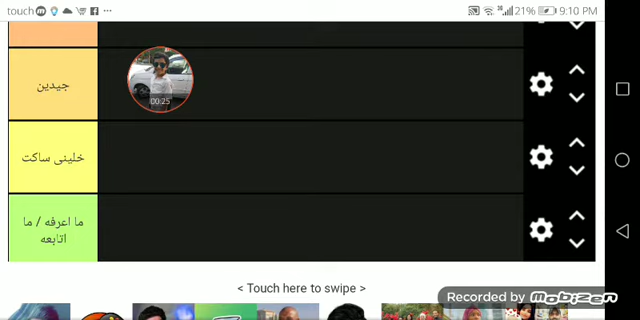 touch
21% 9:10 PM
جيدين
00:25
خليني ساكت
ما اعرفه / ما
اتابعه
< Touch here to swipe >
Recorded by Mobizen